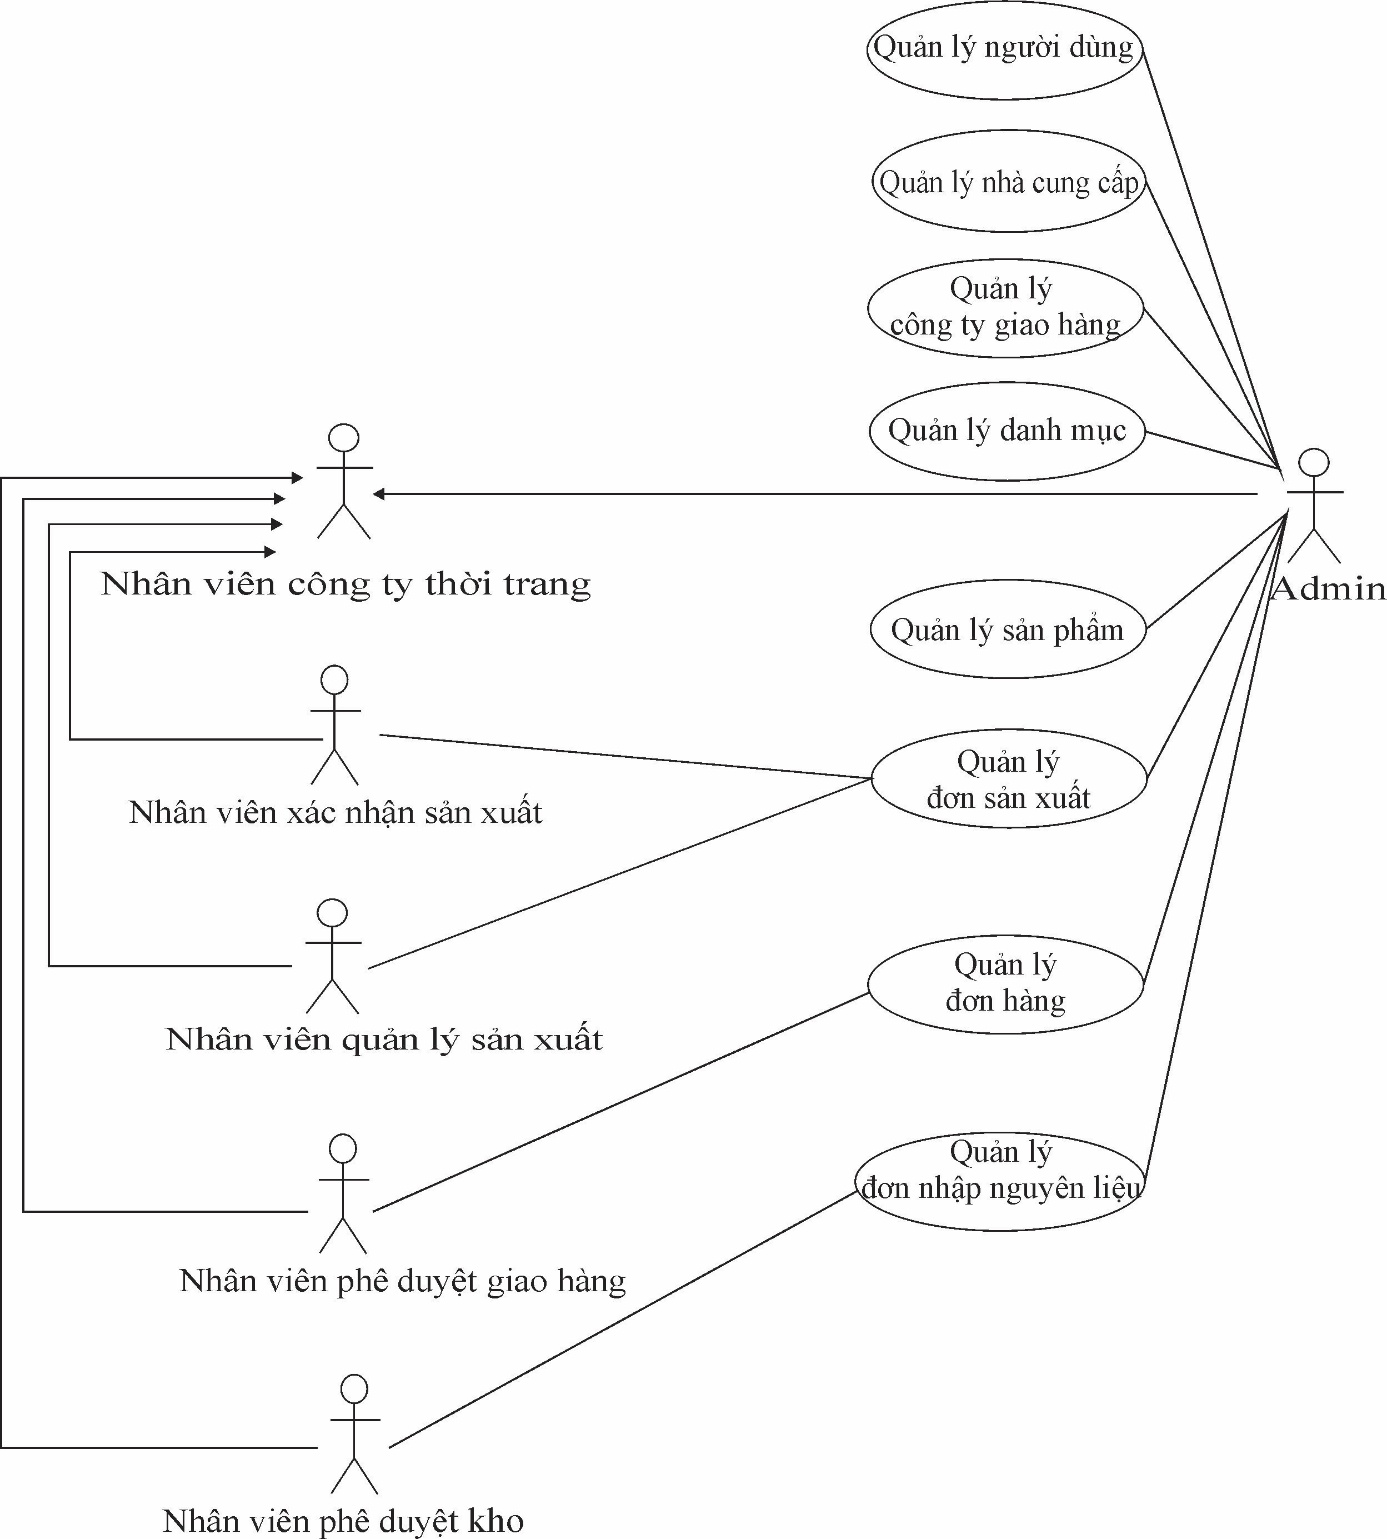 Quản lý người dùng
Quản lý nhà cung cấp
Quản lý
công ty giao hàng
Quản lý danh mục
Nhân viên công ty thời trang
Admin
Quản lý sản phẩm
Quản lý
đơn sản xuất
Nhân viên xác nhận sản xuất
Quản lý
đơn hàng
Nhân viên quản lý sản xuất
Quản lý
đơn nhập nguyên liệu
Nhân viên phê duyệt giao hàng
Nhân viên phê duyệt kho